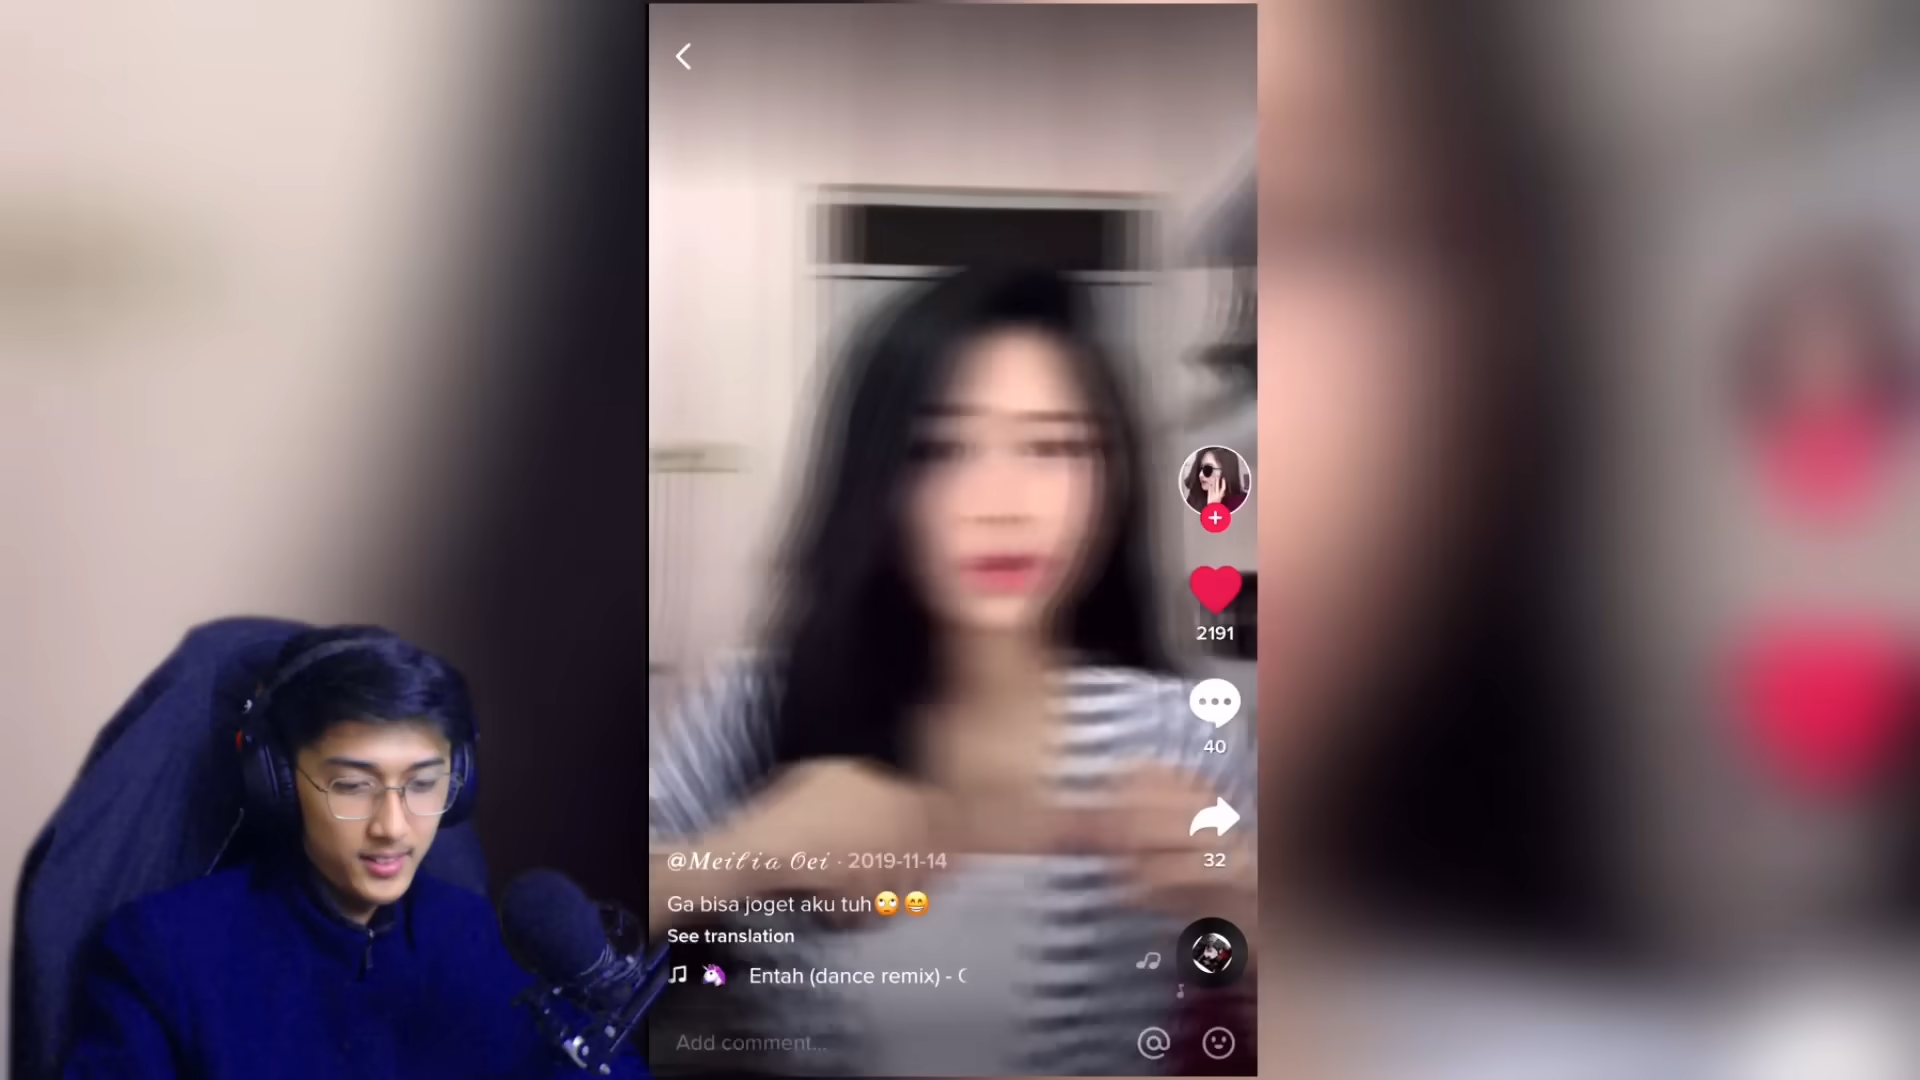 2191
40
32
@Meilia Oei · 2019-11-14
Ga bisa joget aku tuh🙄😁
See translation
🦄 Entah (dance remix) -
Add comment...